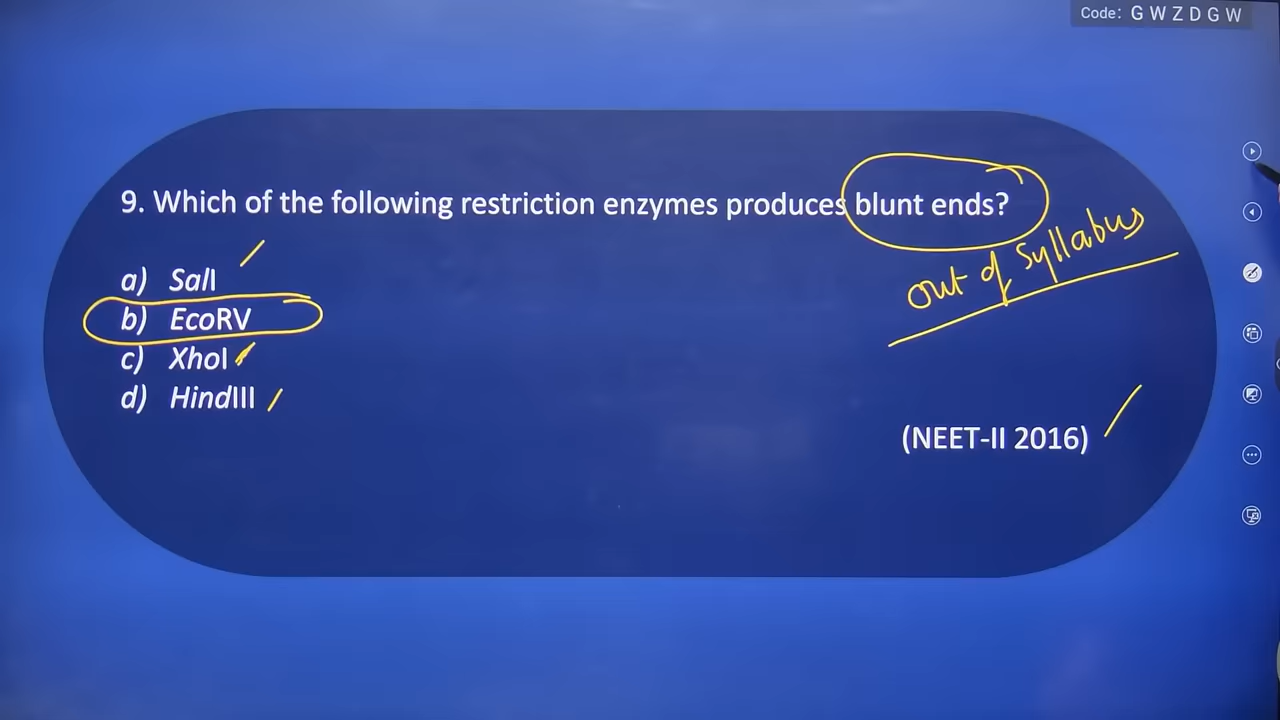 Code: G W Z D G W
9. Which of the following restriction enzymes produces blunt ends?
out of syllabus
a) SalI
b) EcoRV
c) XhoI
d) HindIII
(NEET-II 2016)